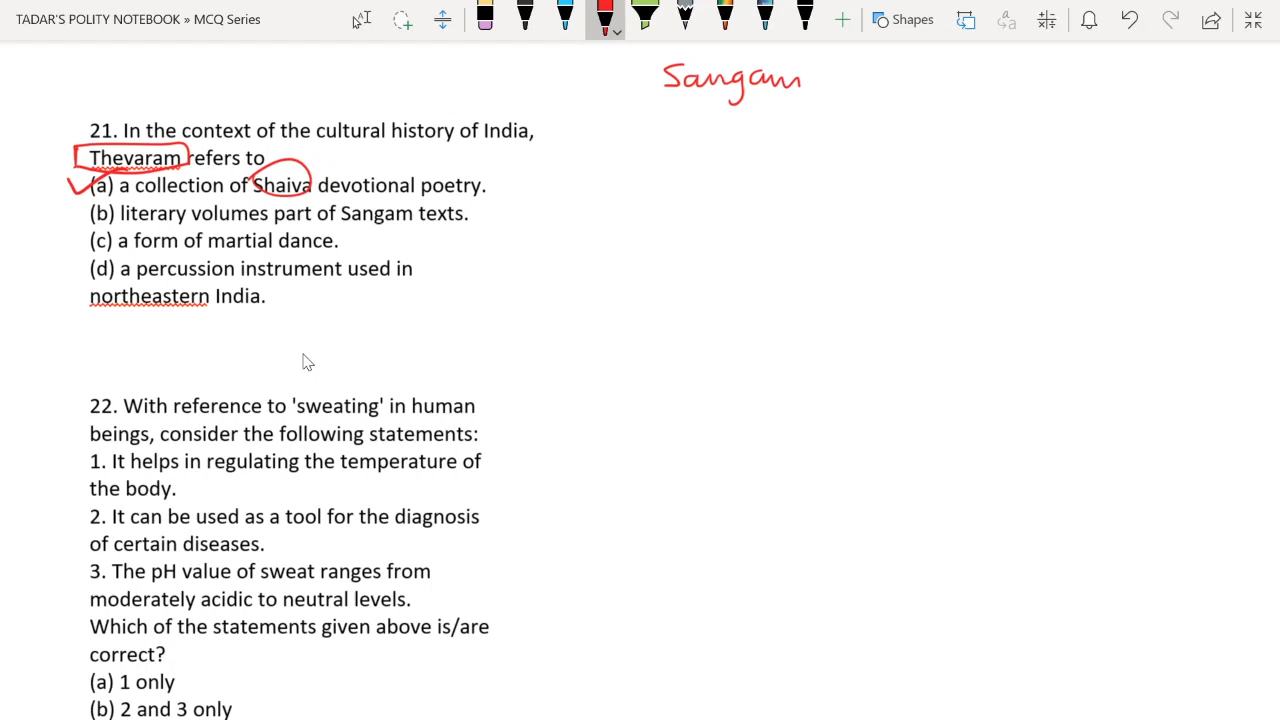 TADAR'S POLITY NOTEBOOK » MCQ Series
Shapes
Sangam
21. In the context of the cultural history of India,
Thevaram refers to
(a) a collection of Shaiva devotional poetry.
(b) literary volumes part of Sangam texts.
(c) a form of martial dance.
(d) a percussion instrument used in
northeastern India.
22. With reference to 'sweating' in human
beings, consider the following statements:
1. It helps in regulating the temperature of
the body.
2. It can be used as a tool for the diagnosis
of certain diseases.
3. The pH value of sweat ranges from
moderately acidic to neutral levels.
Which of the statements given above is/are
correct?
(a) 1 only
(b) 2 and 3 only